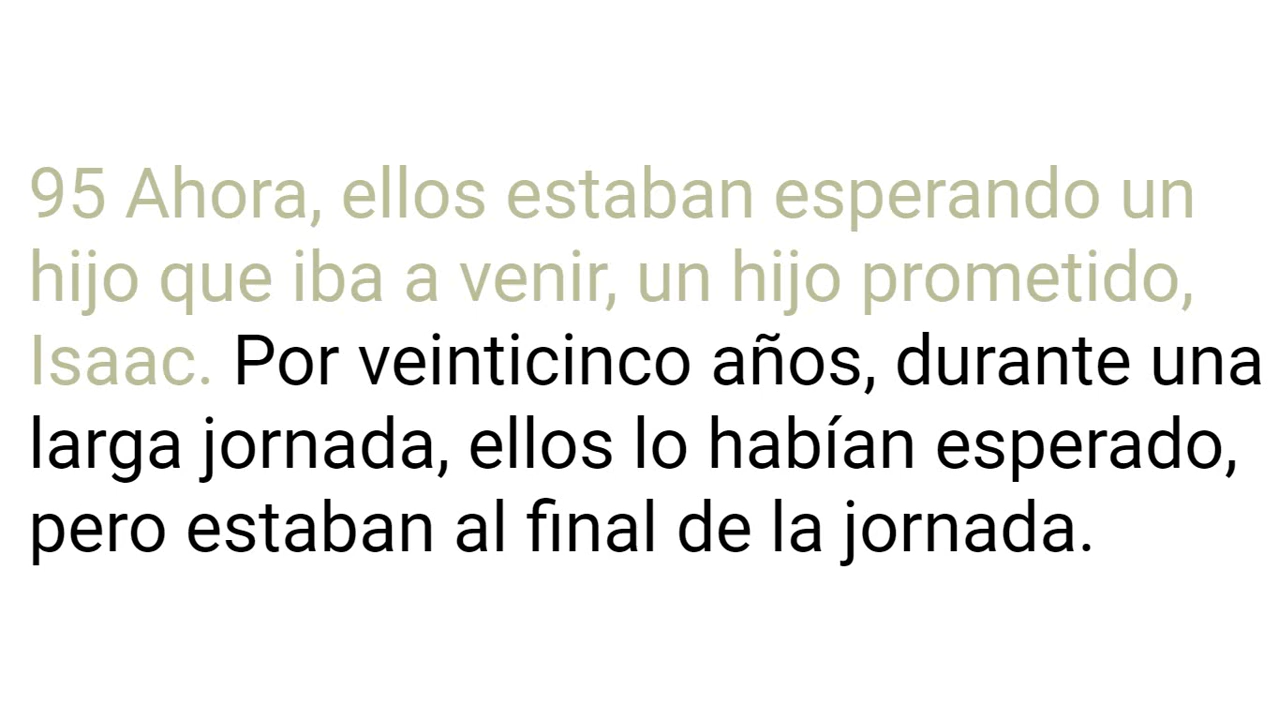 95 Ahora, ellos estaban esperando un
hijo que iba a venir, un hijo prometido,
Isaac. Por veinticinco años, durante una
larga jornada, ellos lo habían esperado,
pero estaban al final de la jornada.